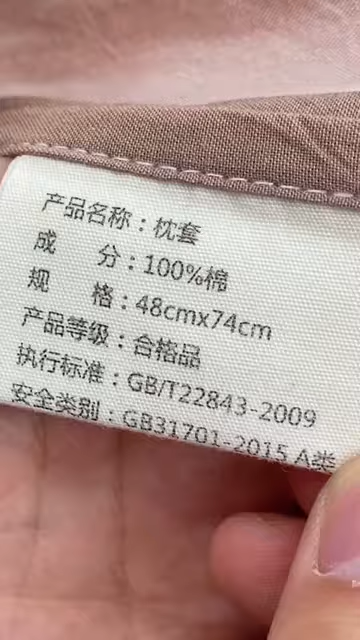 产品名称：枕套
成 分：100%棉
规 格：48cmx74cm
产品等级：合格品
执行标准：GB/T22843-2009
安全类别：GB31701-2015 A类